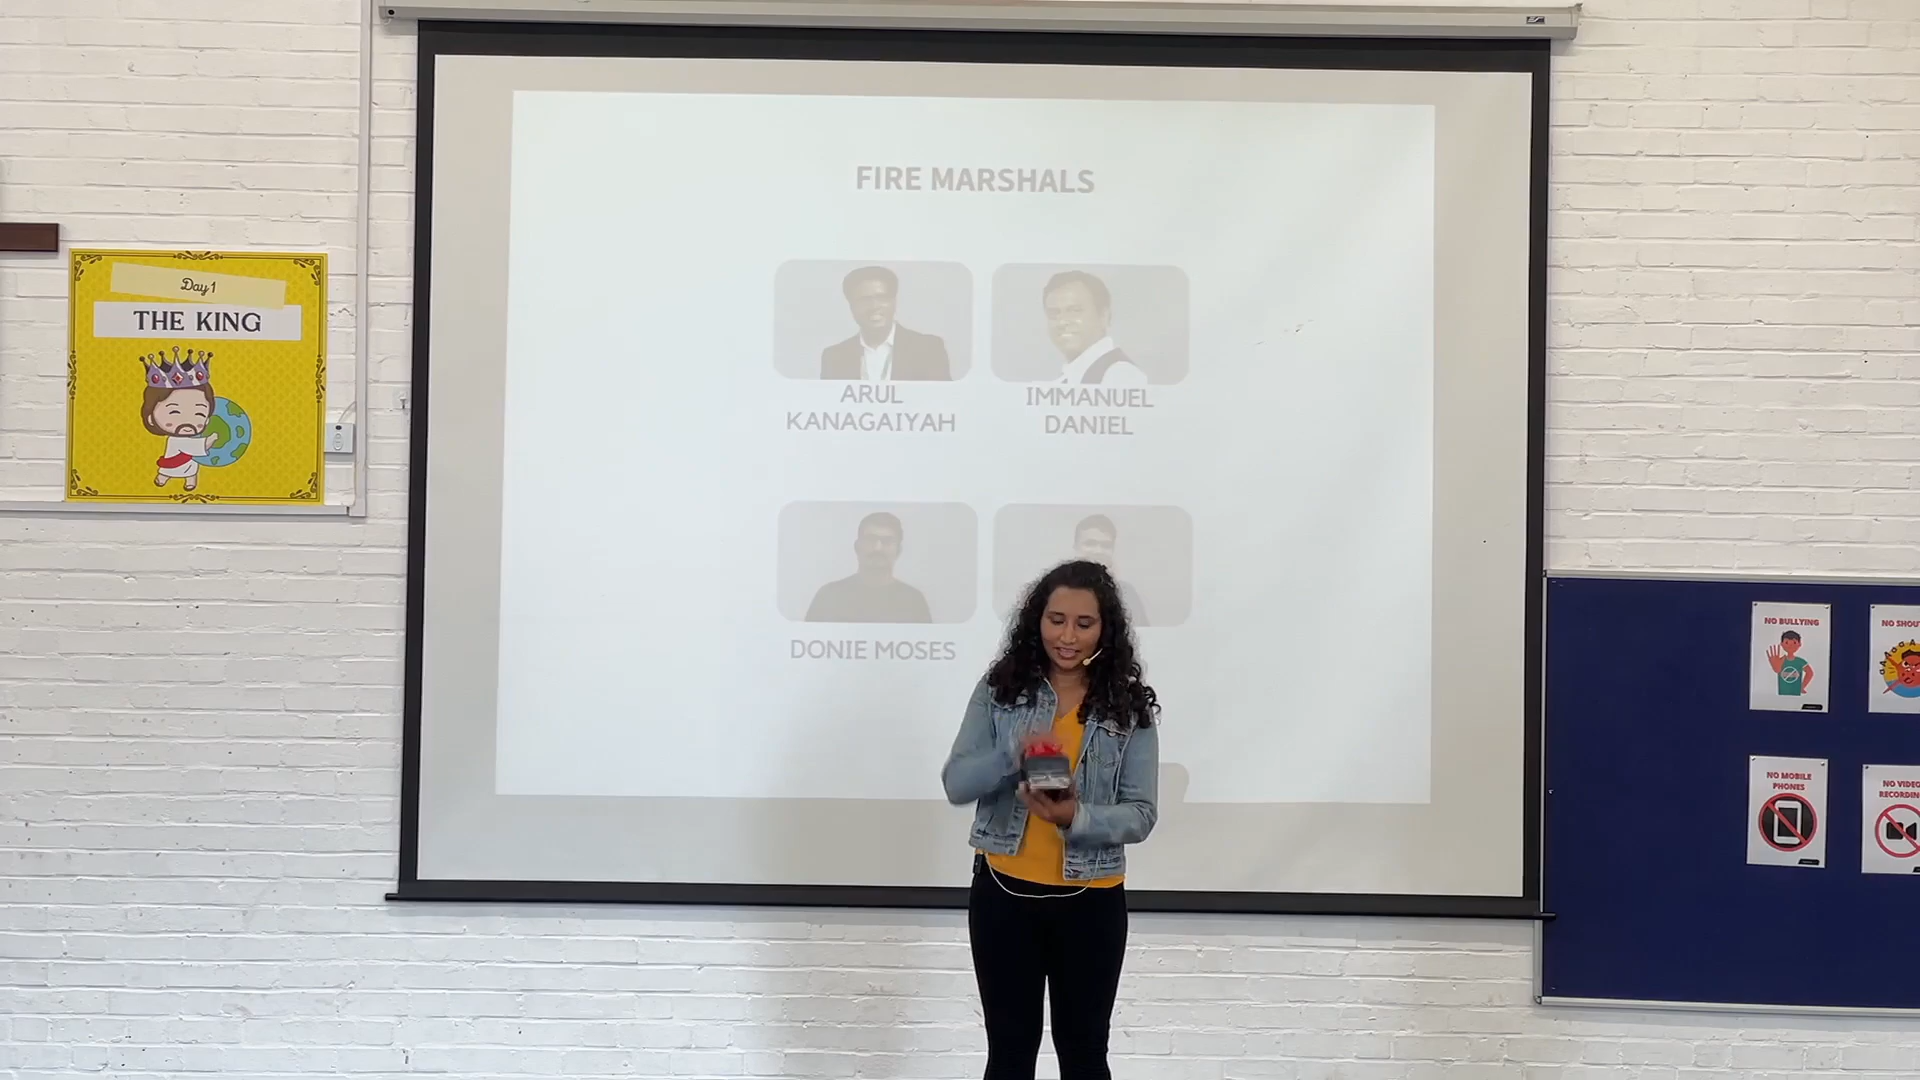 FIRE MARSHALS
ARUL
KANAGAIYAH
IMMANUEL
DANIEL
DONIE MOSES
Day 1
THE KING
NO BULLYING
NO SHOU
NO MOBILE
PHONES
NO VIDEO
RECORDIN